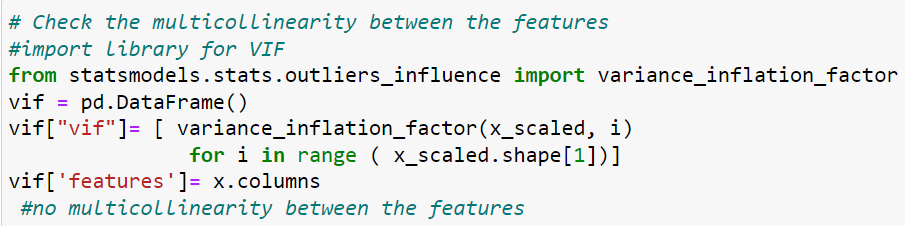 # Check the multicollinearity between the features
#import library for VIF
from statsmodels.stats.outliers_influence import variance_inflation_factor
vif = pd.DataFrame()
vif["vif"]= [ variance_inflation_factor(x_scaled, i)
for i in range ( x_scaled.shape[1])]
vif['features']= x.columns
#no multicollinearity between the features